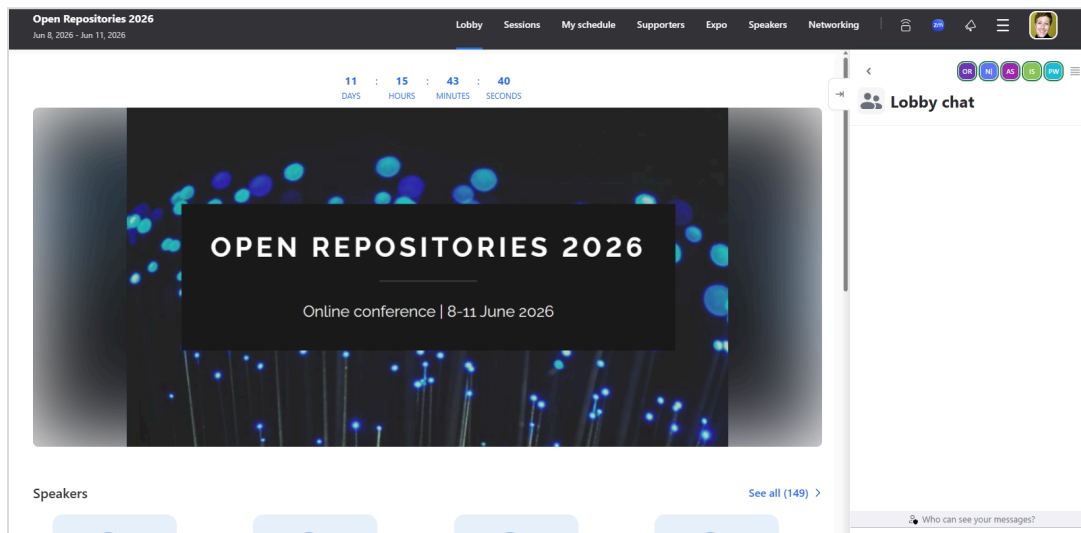 Open Repositories 2026
Jun 8, 2026 - Jun 11, 2026
Lobby Sessions My schedule Supporters Expo Speakers Networking
zm
11 : 15 : 43 : 40
DAYS HOURS MINUTES SECONDS
OR NJ AS IS PW
Lobby chat
OPEN REPOSITORIES 2026
Online conference | 8-11 June 2026
Speakers
See all (149)
Who can see your messages?